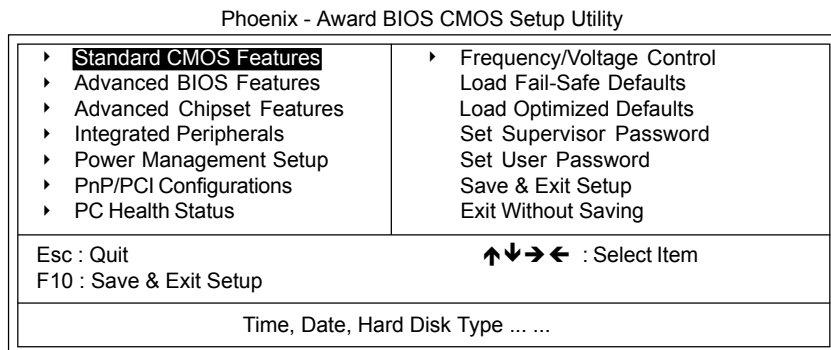 Phoenix - Award BIOS CMOS Setup Utility
Standard CMOS Features
Advanced BIOS Features
Advanced Chipset Features
Integrated Peripherals
Power Management Setup
PnP/PCI Configurations
PC Health Status
Frequency/Voltage Control
Load Fail-Safe Defaults
Load Optimized Defaults
Set Supervisor Password
Set User Password
Save & Exit Setup
Exit Without Saving
Esc : Quit
F10 : Save & Exit Setup
↑↓→← : Select Item
Time, Date, Hard Disk Type ... ...